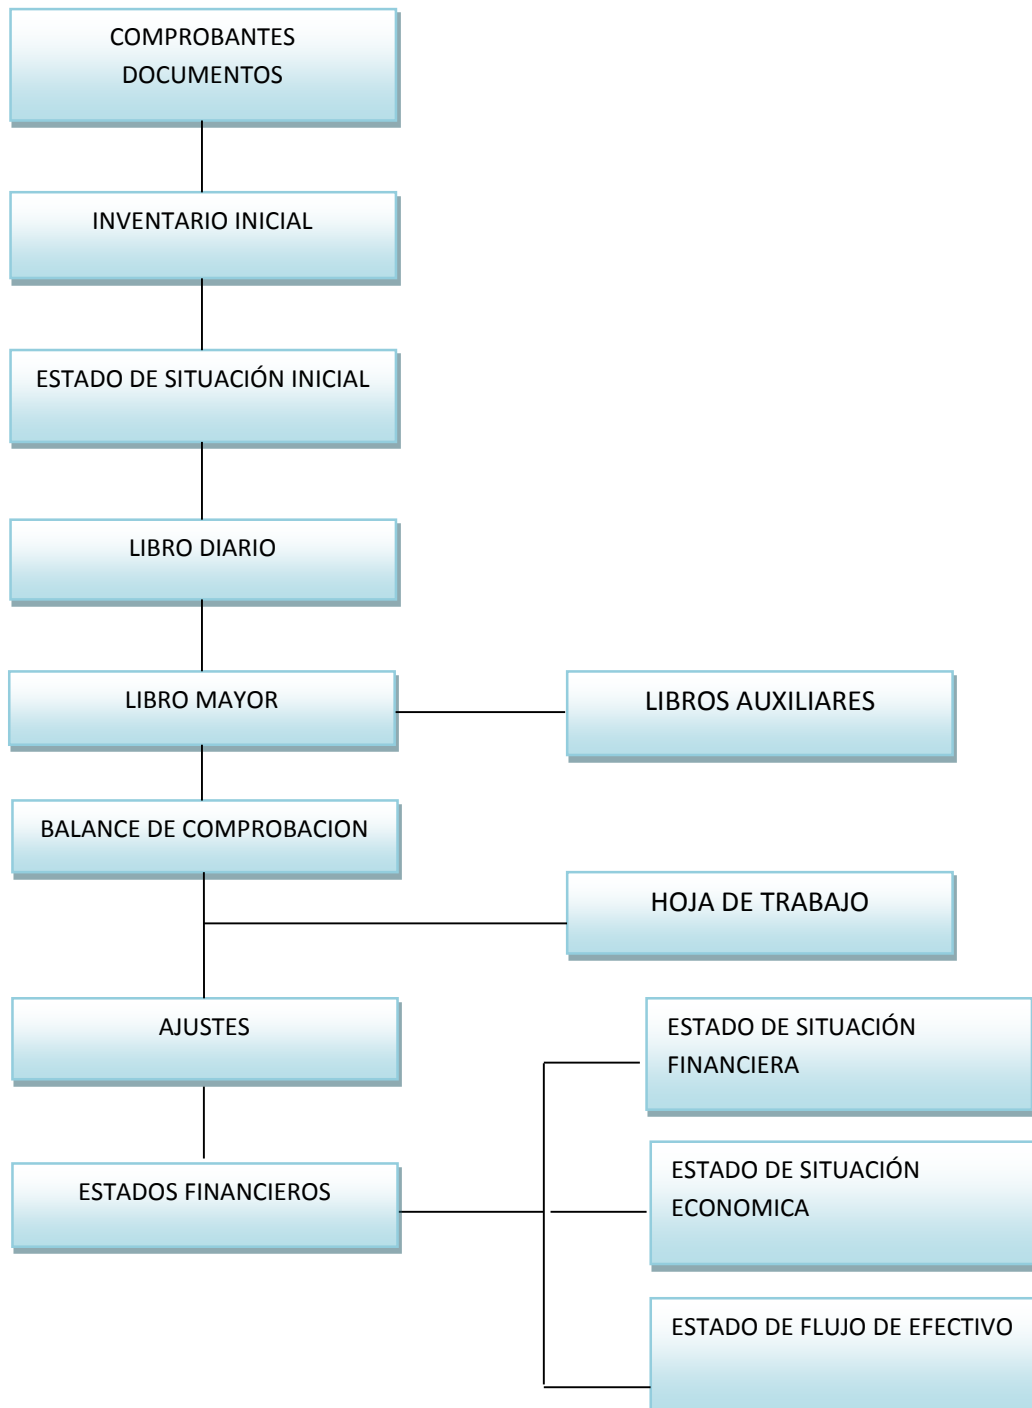 COMPROBANTES
DOCUMENTOS
INVENTARIO INICIAL
ESTADO DE SITUACIÓN INICIAL
LIBRO DIARIO
LIBRO MAYOR
LIBROS AUXILIARES
BALANCE DE COMPROBACION
HOJA DE TRABAJO
AJUSTES
ESTADO DE SITUACIÓN
FINANCIERA
ESTADOS FINANCIEROS
ESTADO DE SITUACIÓN
ECONOMICA
ESTADO DE FLUJO DE EFECTIVO